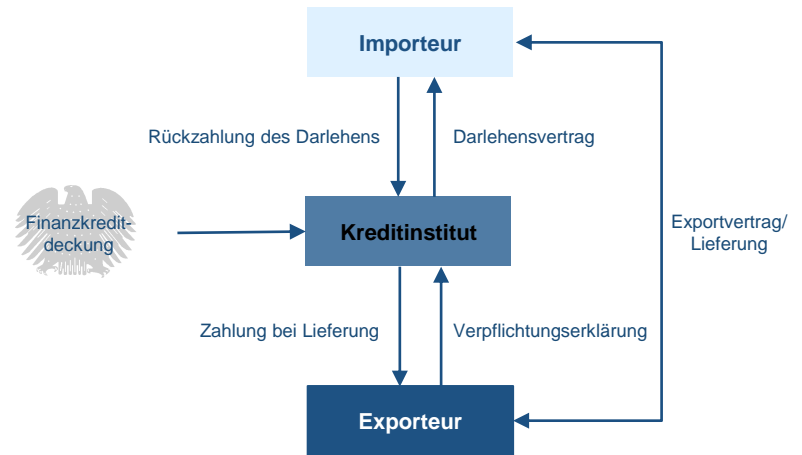 Importeur
Rückzahlung des Darlehens
Darlehensvertrag
Finanzkredit-
deckung
Kreditinstitut
Exportvertrag/
Lieferung
Zahlung bei Lieferung
Verpflichtungserklärung
Exporteur